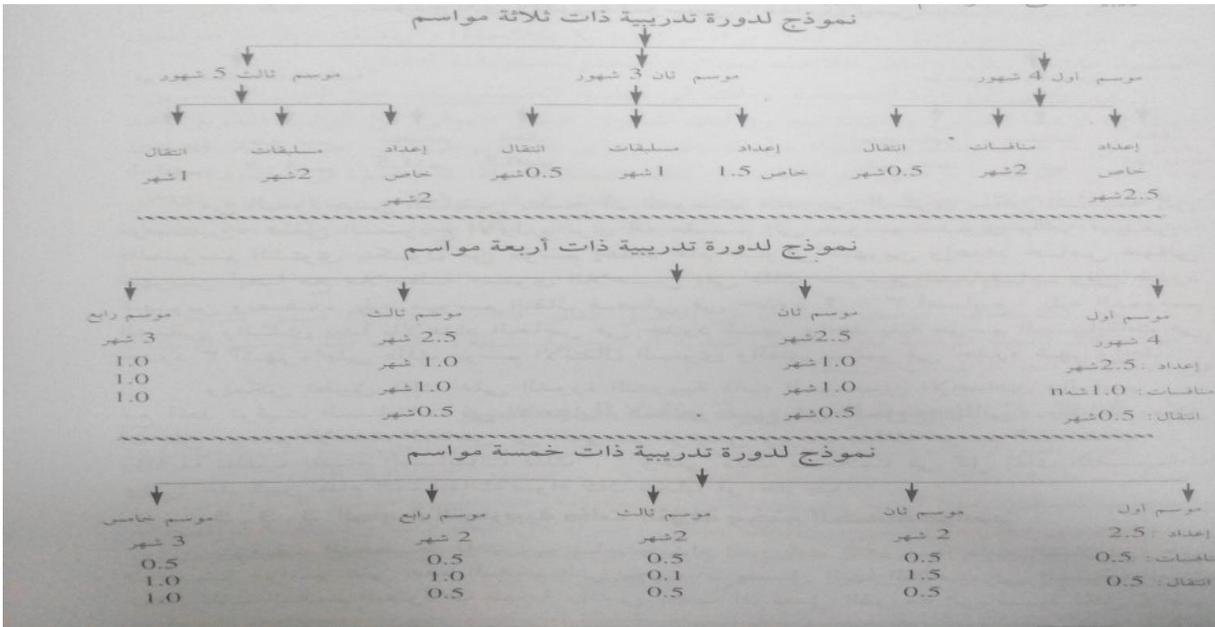 نموذج لدورة تدريبية ذات ثلاثة مواسم
موسم اول 4 شهور موسم ثان 3 شهور موسم ثالث 5 شهور
إعداد منافسات انتقال إعداد مسابقات انتقال إعداد مسابقات انتقال
خاص 2شهر 0.5شهر خاص 1.5 1شهر 0.5شهر خاص 2شهر 1شهر
2.5شهر 2شهر
نموذج لدورة تدريبية ذات أربعة مواسم
موسم اول موسم ثان موسم ثالث موسم رابع
4 شهور 2.5شهر 2.5 شهر 3 شهر
إعداد :2.5شهر 1.0شهر 1.0 شهر 1.0
منافسات :1.0شهn 1.0شهر 1.0شهر 1.0
انتقال: 0.5شهر 0.5شهر 0.5شهر 1.0
نموذج لدورة تدريبية ذات خمسة مواسم
موسم اول موسم ثان موسم ثالث موسم رابع موسم خامس
إعداد : 2.5 2 شهر 2شهر 2 شهر 3 شهر
منافسات : 0.5 0.5 0.5 0.5 0.5
انتقال: 0.5 1.5 0.1 1.0 1.0
0.5 0.5 0.5 1.0